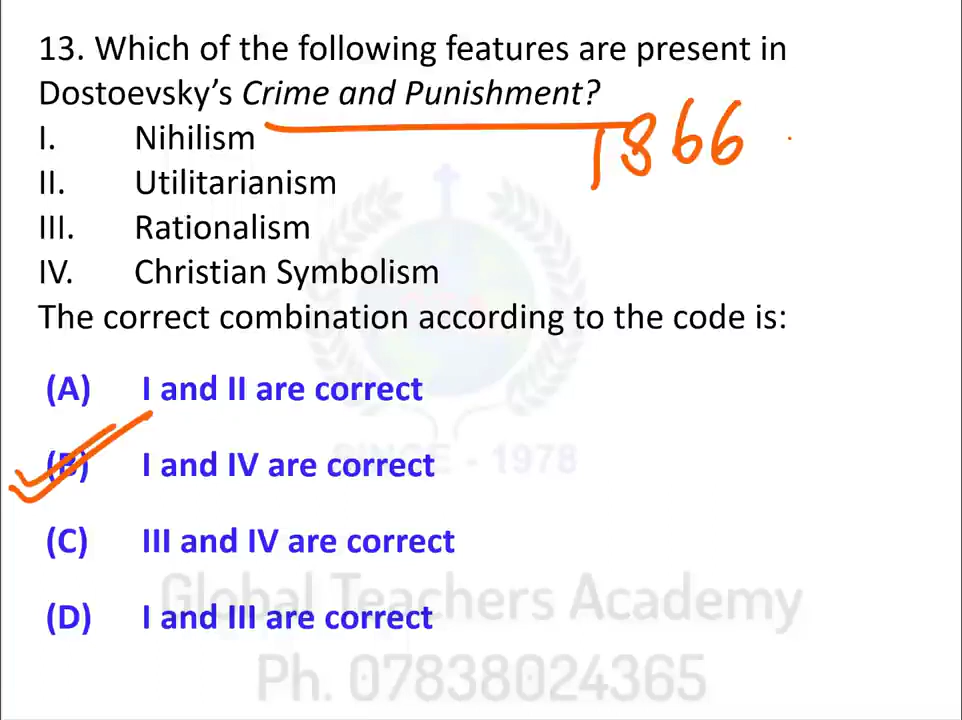 13. Which of the following features are present in
Dostoevsky’s Crime and Punishment?
1866
I. Nihilism
II. Utilitarianism
III. Rationalism
IV. Christian Symbolism
The correct combination according to the code is:
(A) I and II are correct
(B) I and IV are correct
SINCE - 1978
(C) III and IV are correct
Global Teachers Academy
(D) I and III are correct
Ph. 07838024365